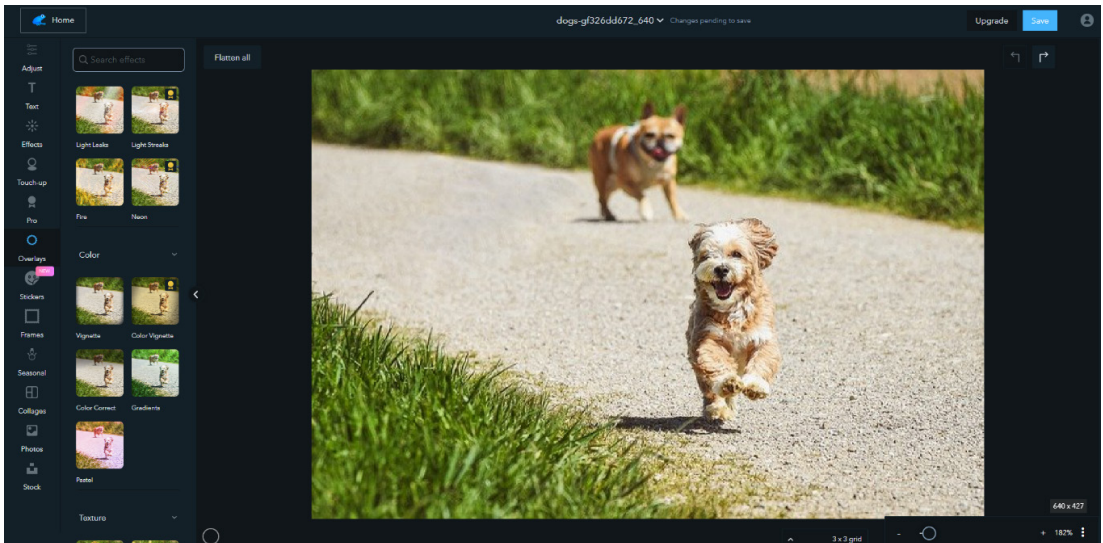 Home
dogs-gf326dd672_640 Changes pending to save
Upgrade
Save
Adjust
Text
Effects
Touch-up
Pro
Overlays
NEW
Stickers
Frames
Seasonal
Collages
Photos
Stock
Search effects
Light Leaks Light Streaks
Fire Neon
Color
Vignette Color Vignette
Color Correct Gradients
Pastel
Texture
Flatten all
640 x 427
3 x 3 grid
- + 182%